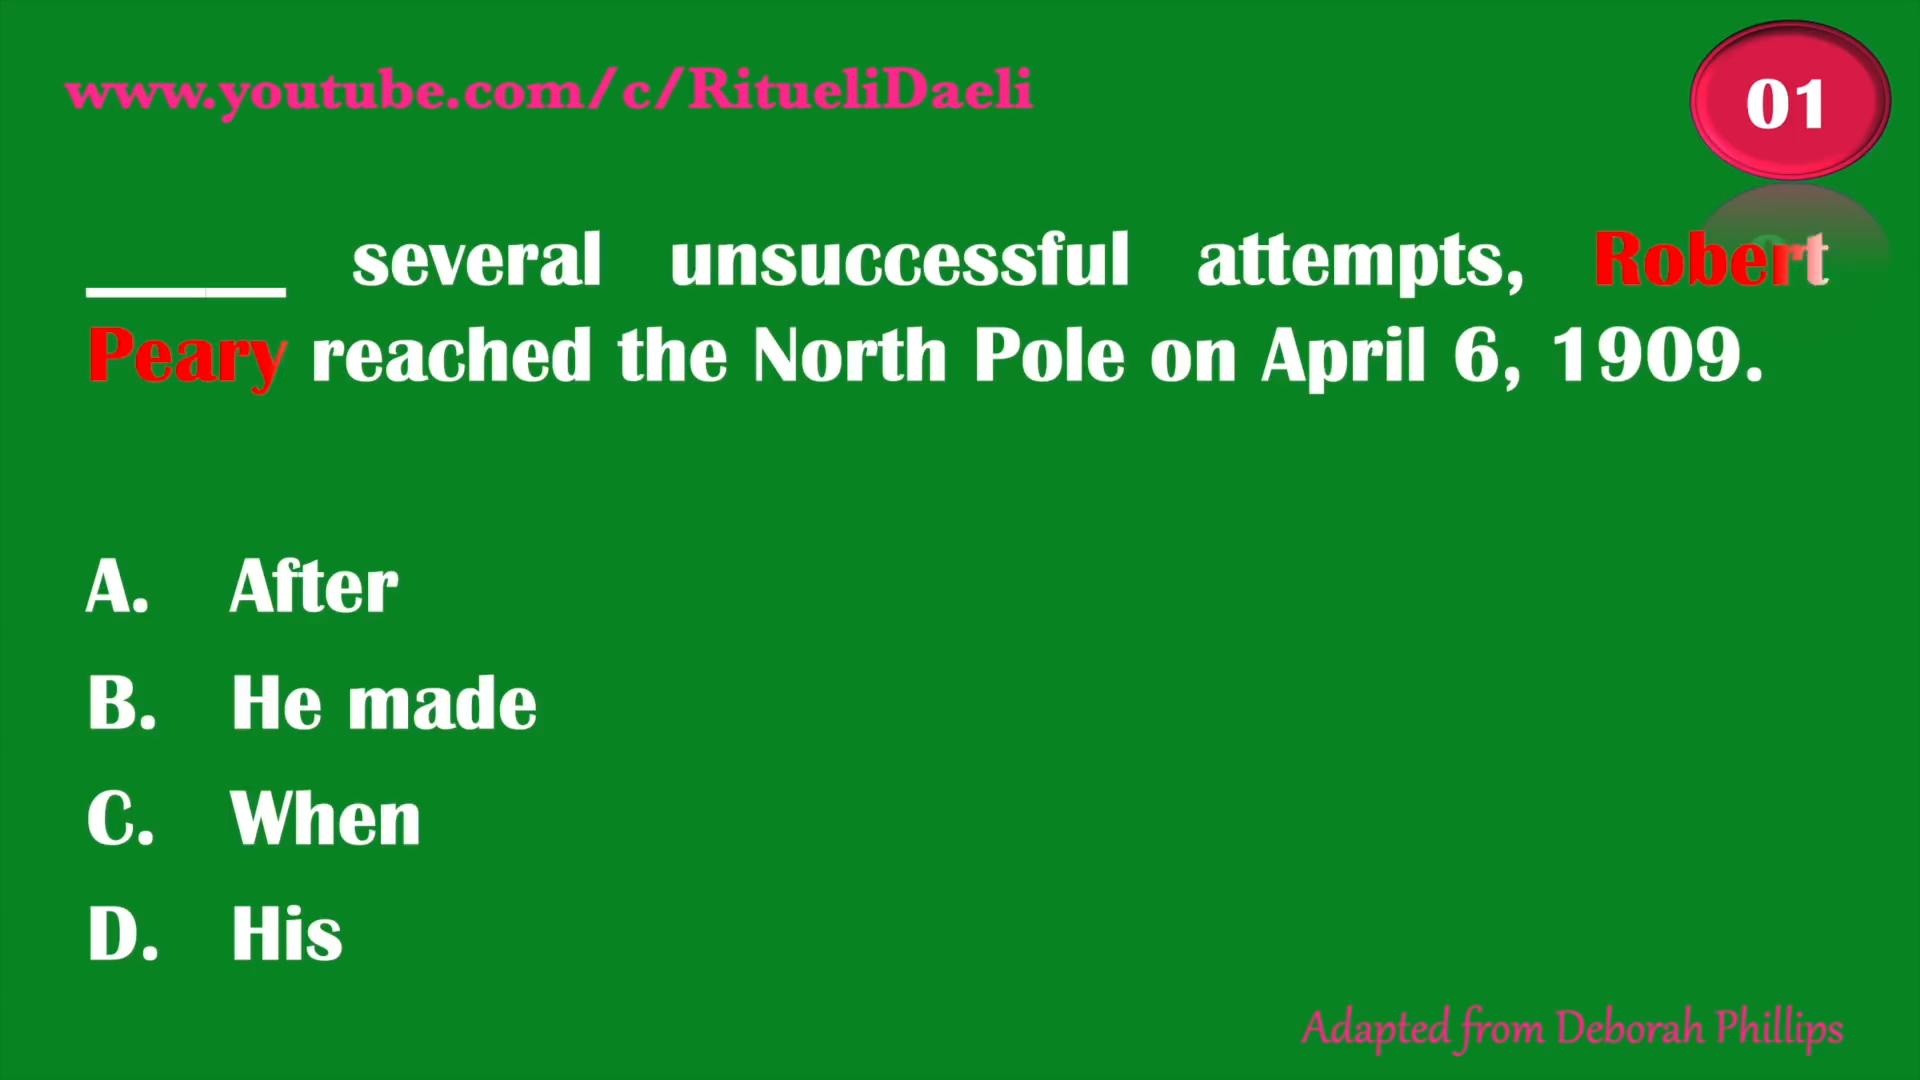 www.youtube.com/c/RitueliDaeli
01
_____ several unsuccessful attempts, Robert
Peary reached the North Pole on April 6, 1909.
A. After
B. He made
C. When
D. His
Adapted from Deborah Phillips